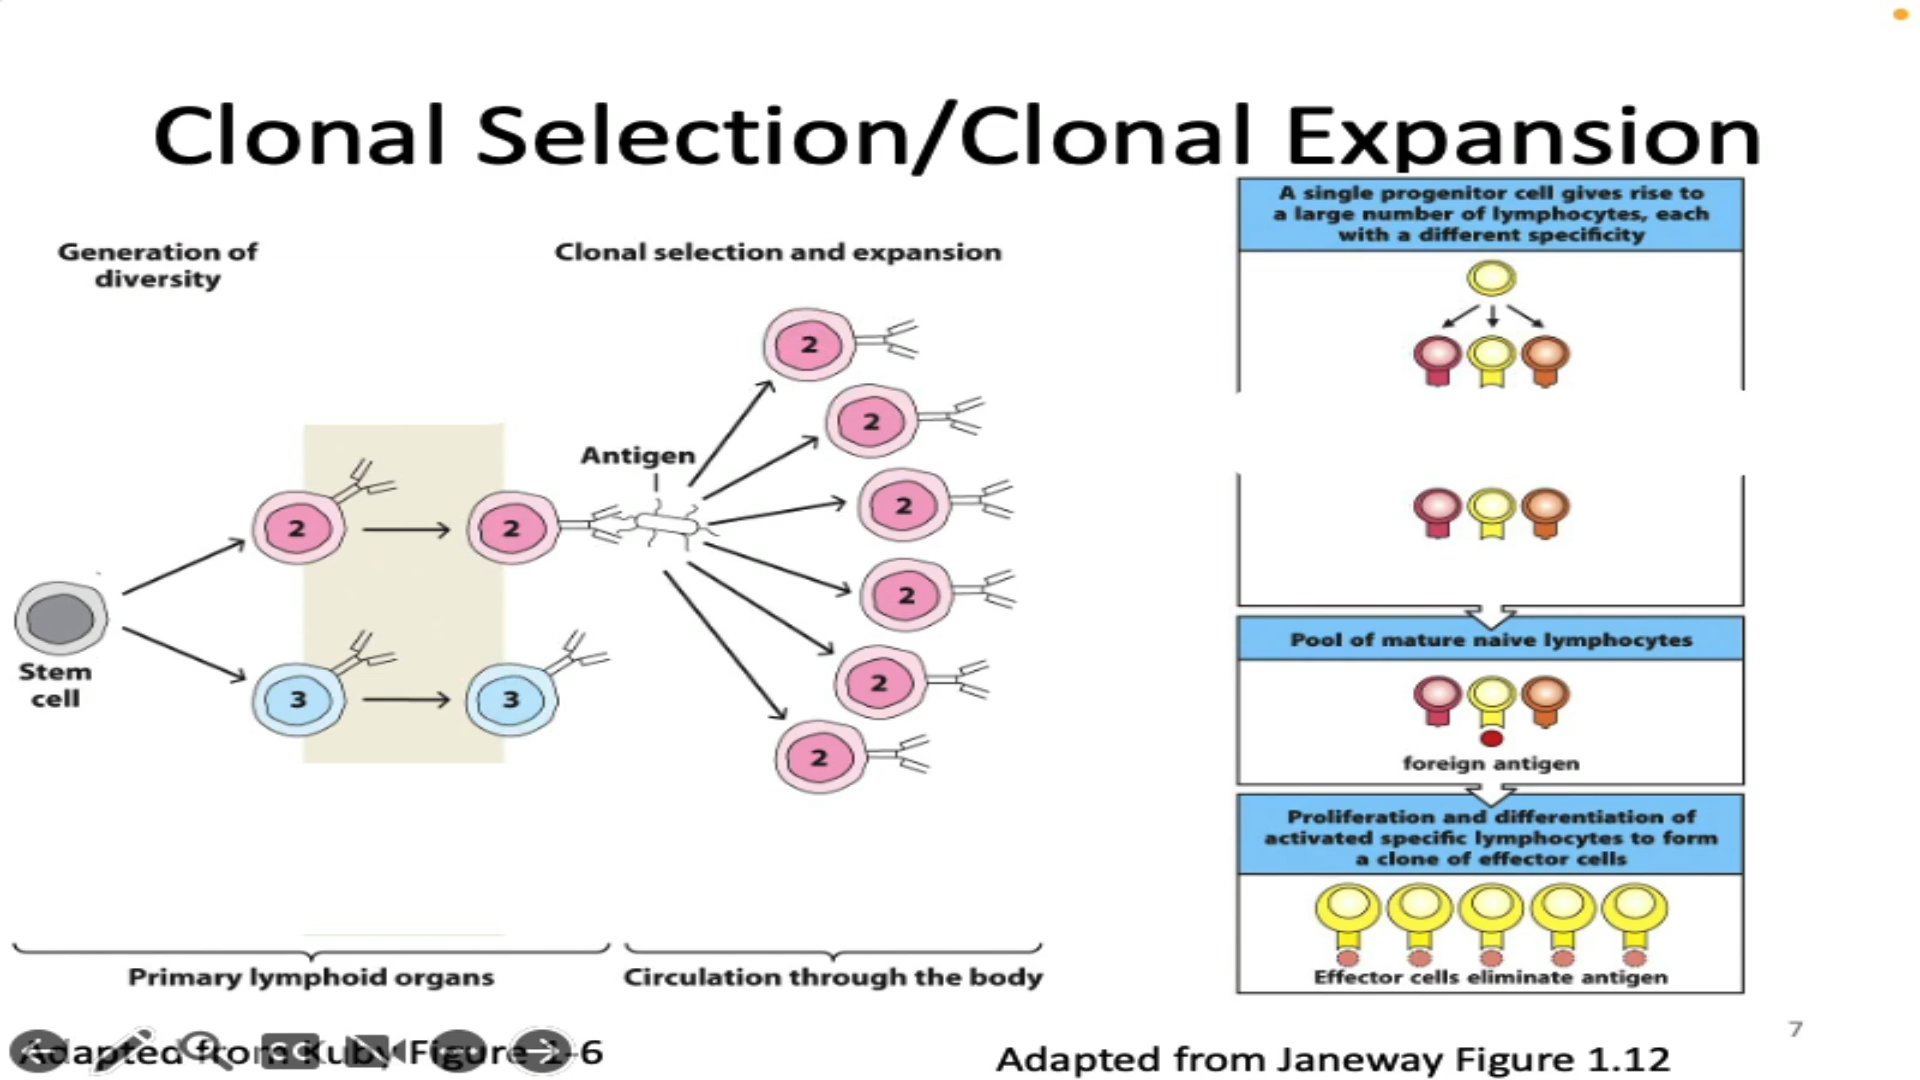 Clonal Selection/Clonal Expansion
Generation of
diversity
Clonal selection and expansion
2
2
Antigen
2
2
2
2
2
2
3
3
Stem
cell
2
Primary lymphoid organs
Circulation through the body
Adapted from Kuby Figure 1-6
A single progenitor cell gives rise to
a large number of lymphocytes, each
with a different specificity
Pool of mature naive lymphocytes
foreign antigen
Proliferation and differentiation of
activated specific lymphocytes to form
a clone of effector cells
Effector cells eliminate antigen
Adapted from Janeway Figure 1.12
7
CC